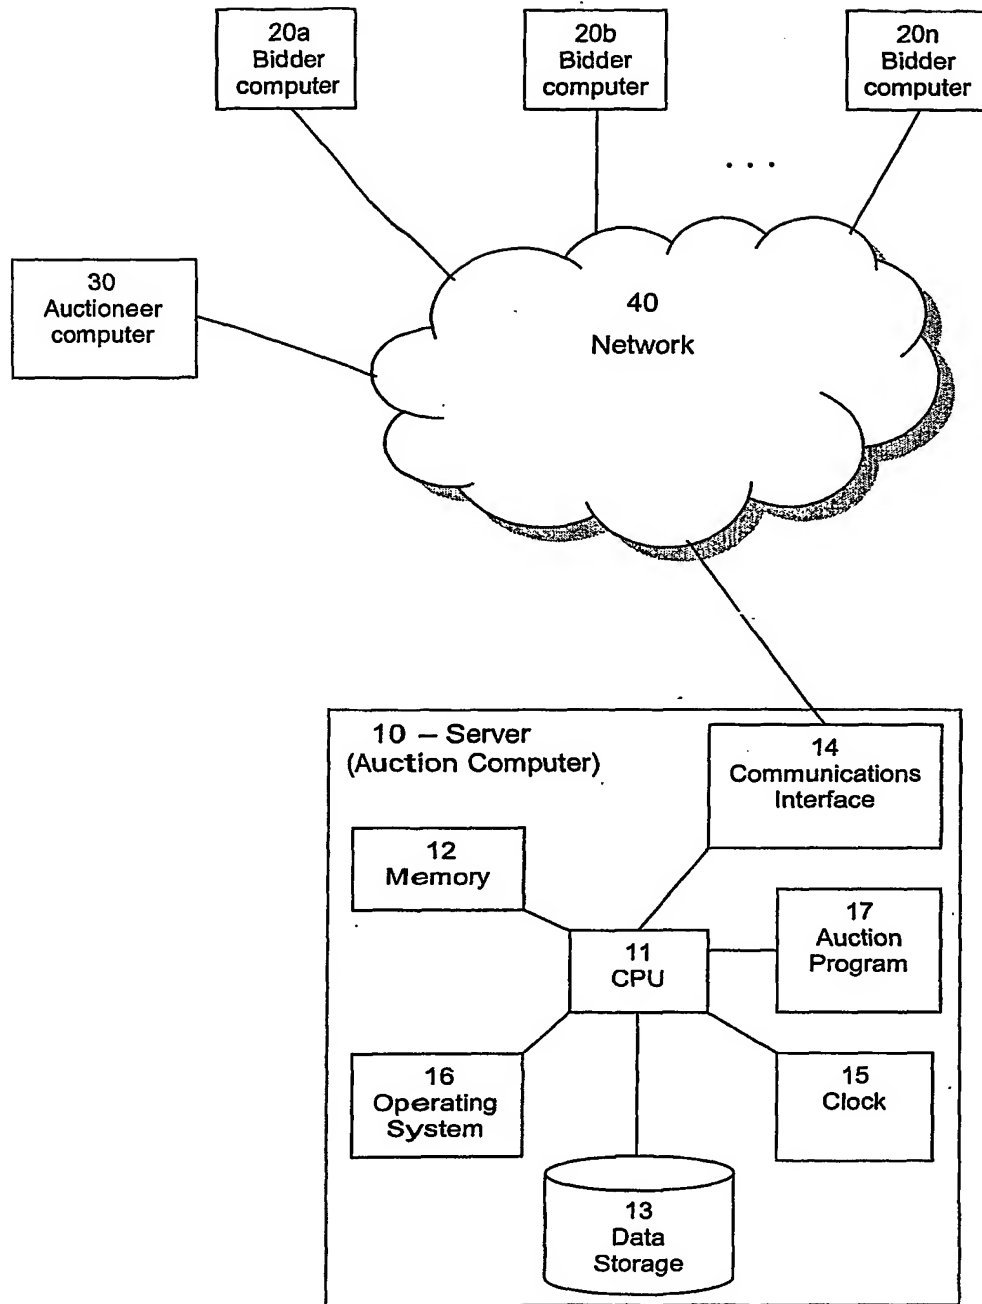 20a
Bidder
computer
20b
Bidder
computer
20n
Bidder
computer
. . .
30
Auctioneer
computer
40
Network
10 – Server
(Auction Computer)
14
Communications
Interface
12
Memory
17
Auction
Program
11
CPU
16
Operating
System
15
Clock
13
Data
Storage